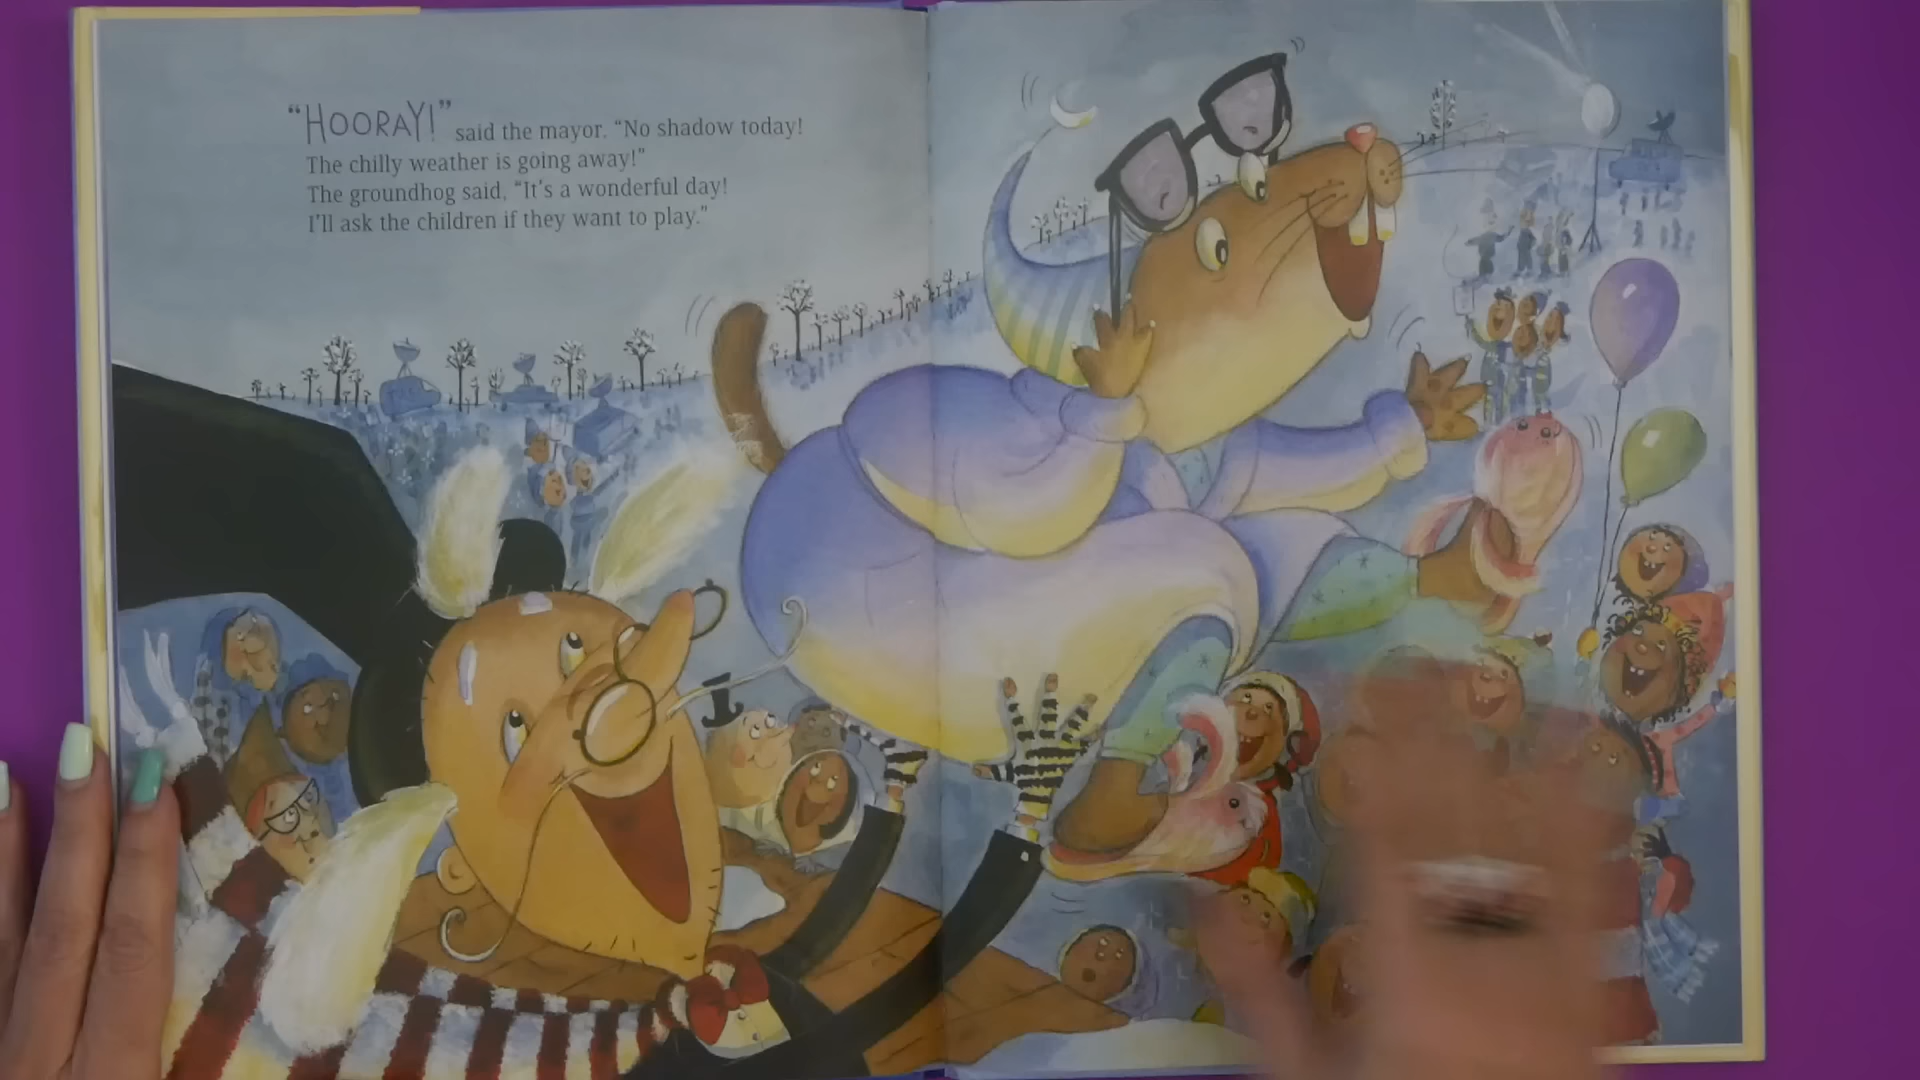 “HOORAY!” said the mayor. “No shadow today!
The chilly weather is going away!”
The groundhog said, “It’s a wonderful day!
I’ll ask the children if they want to play.”